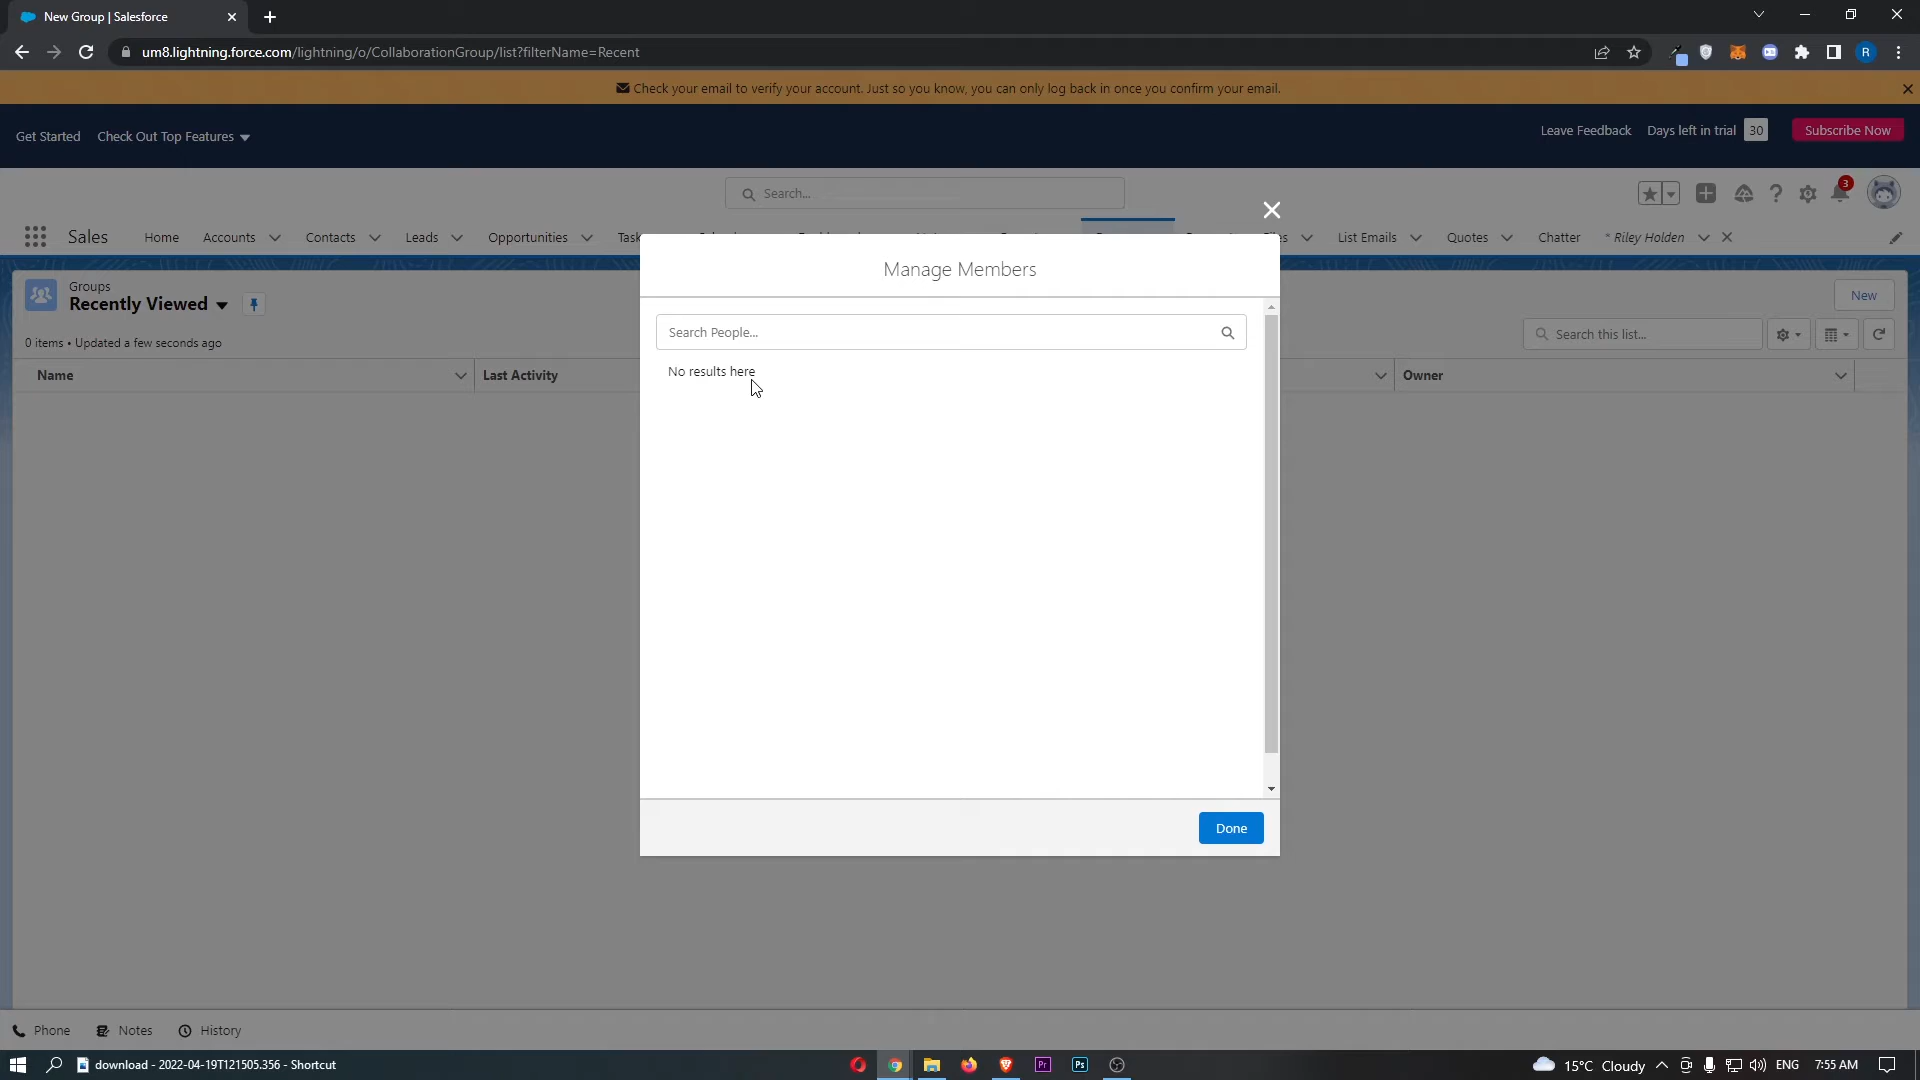 New Group | Salesforce
um8.lightning.force.com/lightning/o/CollaborationGroup/list?filterName=Recent
R
Check your email to verify your account. Just so you know, you can only log back in once you confirm your email.
Get Started
Check Out Top Features
Leave Feedback
Days left in trial 30
Subscribe Now
Search...
3
Sales
Home
Accounts
Contacts
Leads
Opportunities
List Emails
Quotes
Chatter
* Riley Holden
Manage Members
Groups
Recently Viewed
New
0 items • Updated a few seconds ago
Search this list...
Search People...
Name
Last Activity
Owner
No results here
Done
Phone
Notes
History
download - 2022-04-19T121505.356 - Shortcut
Pr
Ps
15°C Cloudy
ENG
7:55 AM